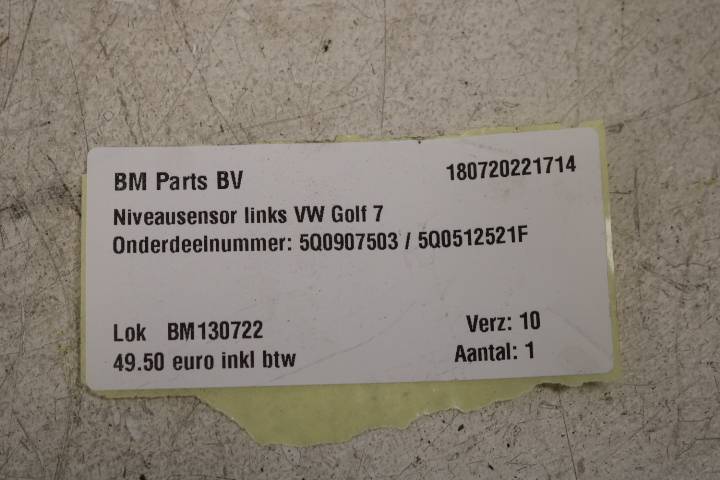 BM Parts BV 180720221714
Niveausensor links VW Golf 7
Onderdeelnummer: 5Q0907503 / 5Q0512521F
Lok BM130722 Verz: 10
49.50 euro inkl btw Aantal: 1